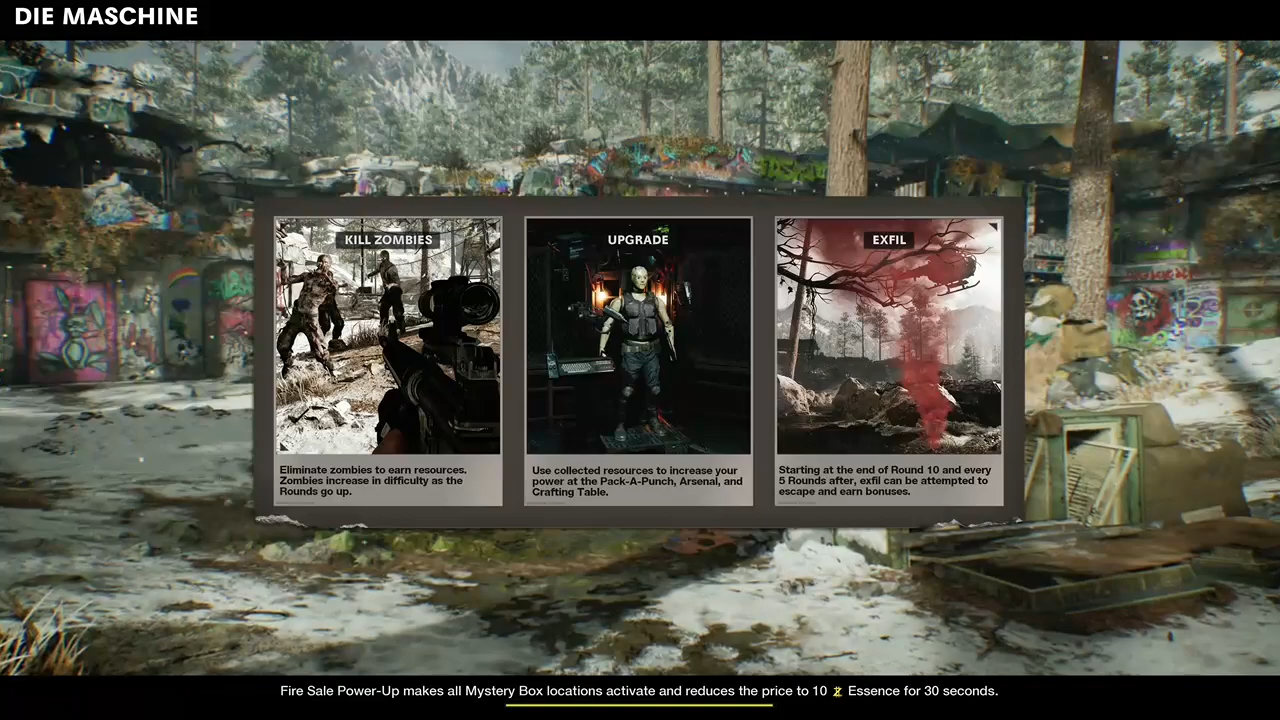 DIE MASCHINE
KILL ZOMBIES
Eliminate zombies to earn resources.
Zombies increase in difficulty as the
Rounds go up.
UPGRADE
Use collected resources to increase your
power at the Pack-A-Punch, Arsenal, and
Crafting Table.
EXFIL
Starting at the end of Round 10 and every
5 Rounds after, exfil can be attempted to
escape and earn bonuses.
Fire Sale Power-Up makes all Mystery Box locations activate and reduces the price to 10 Essence for 30 seconds.